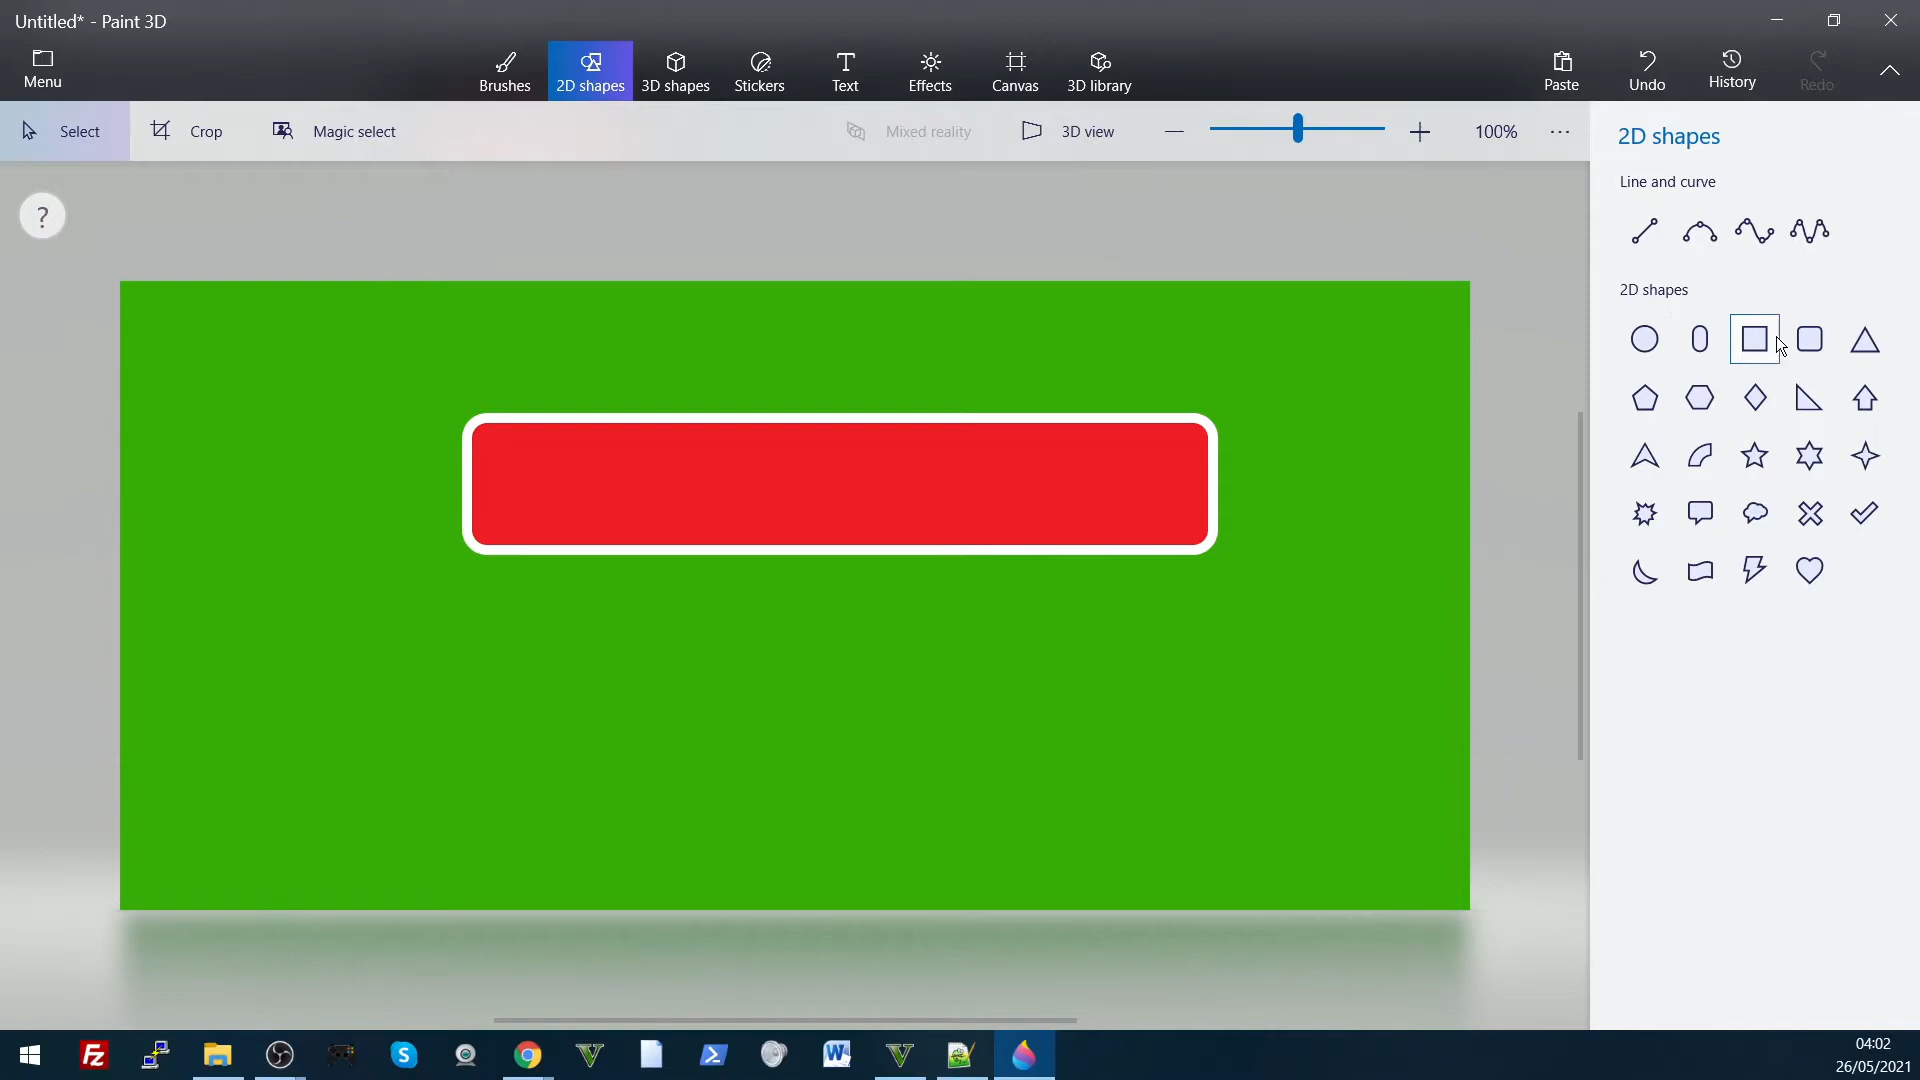 Untitled* - Paint 3D
Menu
Brushes
2D shapes
3D shapes
Stickers
Text
Effects
Canvas
3D library
Paste
Undo
History
Redo
Select
Crop
Magic select
Mixed reality
3D view
100%
2D shapes
Line and curve
2D shapes
?
04:02
26/05/2021